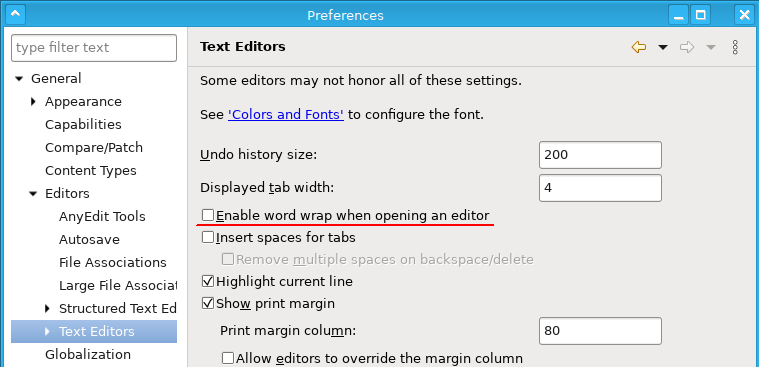 Preferences
type filter text
General
Appearance
Capabilities
Compare/Patch
Content Types
Editors
AnyEdit Tools
Autosave
File Associations
Large File Associat
Structured Text Ed
Text Editors
Globalization
Text Editors
Some editors may not honor all of these settings.
See 'Colors and Fonts' to configure the font.
Undo history size: 200
Displayed tab width: 4
Enable word wrap when opening an editor
Insert spaces for tabs
Remove multiple spaces on backspace/delete
Highlight current line
Show print margin
Print margin column: 80
Allow editors to override the margin column